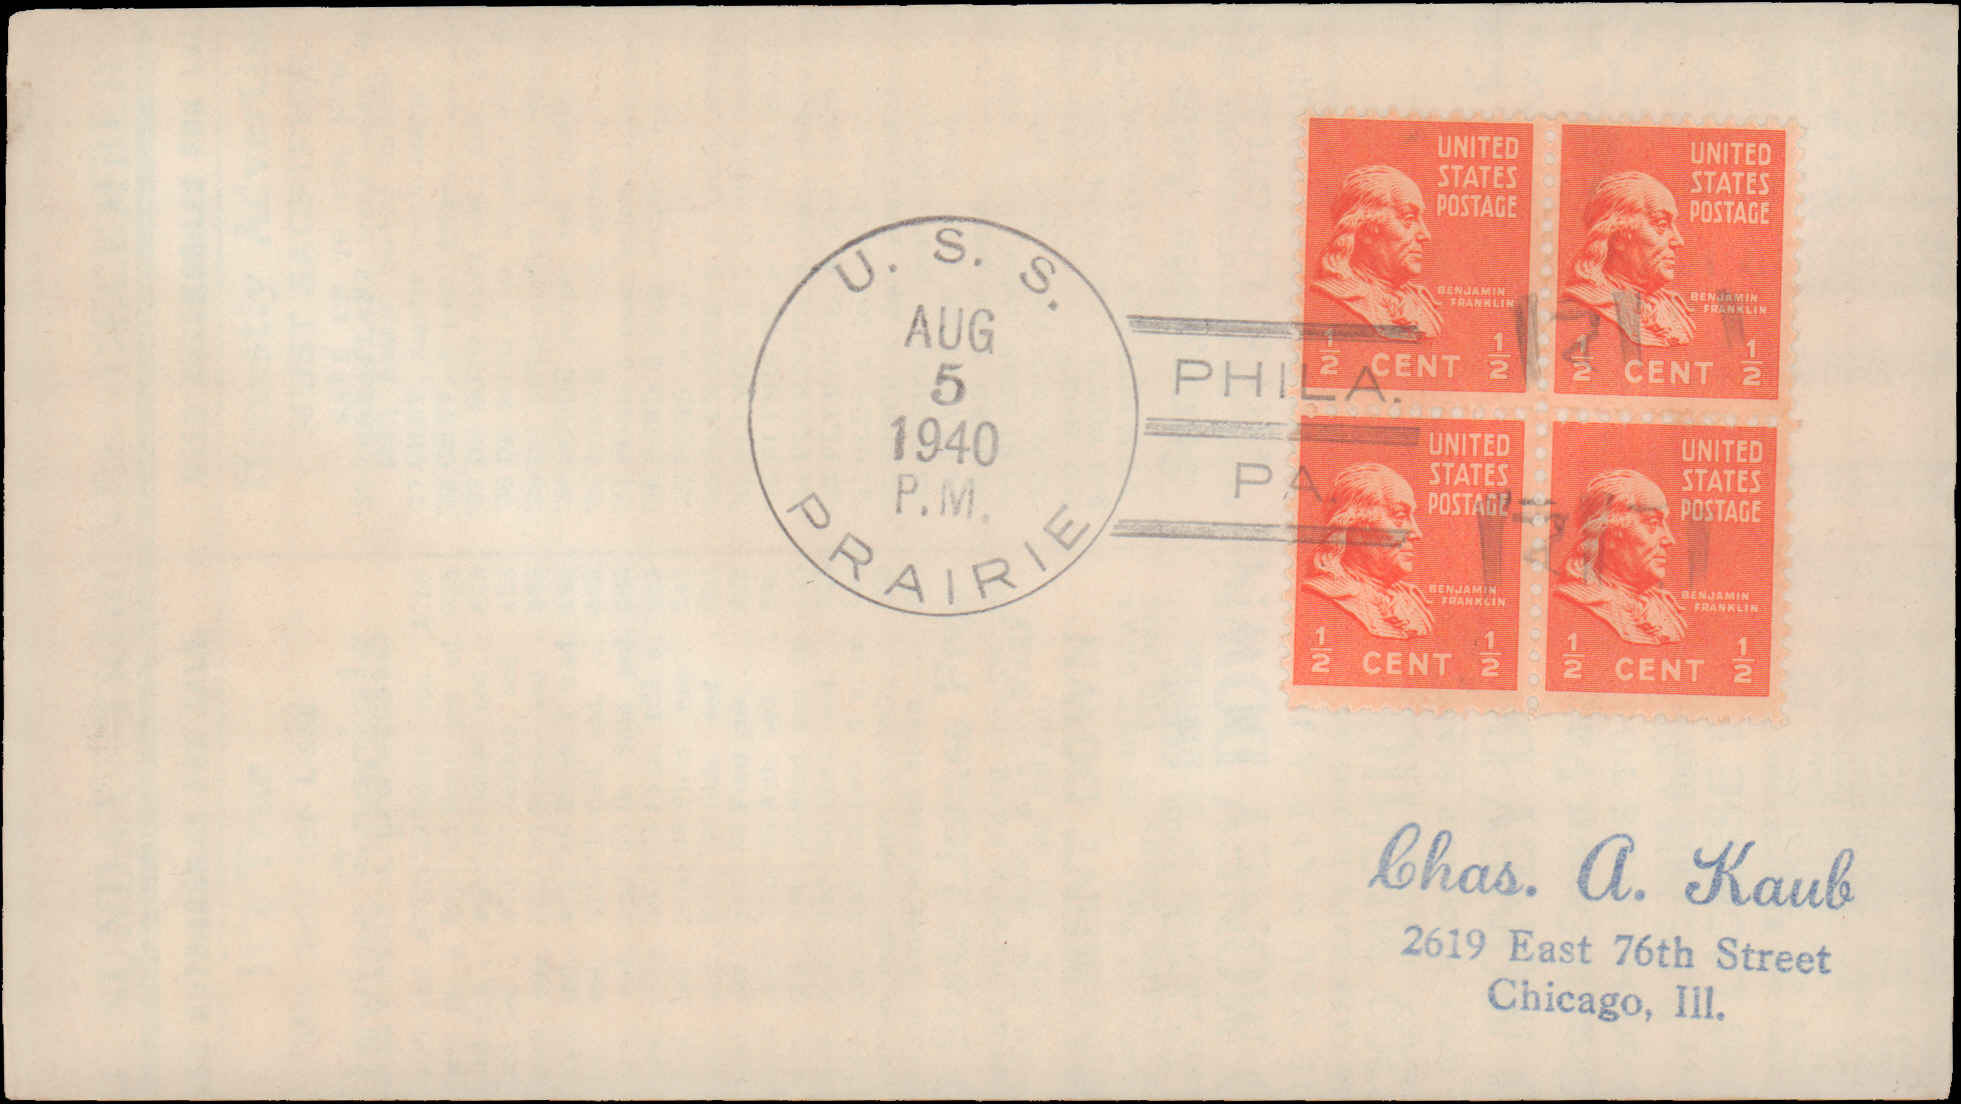 U. S. S.
AUG
5
1940
P.M.
PRAIRIE
PHILA.
PA.
UNITED
STATES
POSTAGE
BENJAMIN
FRANKLIN
1/2 CENT 1/2
UNITED
STATES
POSTAGE
BENJAMIN
FRANKLIN
1/2 CENT 1/2
UNITED
STATES
POSTAGE
BENJAMIN
FRANKLIN
1/2 CENT 1/2
UNITED
STATES
POSTAGE
BENJAMIN
FRANKLIN
1/2 CENT 1/2
Chas. A. Kaub
2619 East 76th Street
Chicago, Ill.